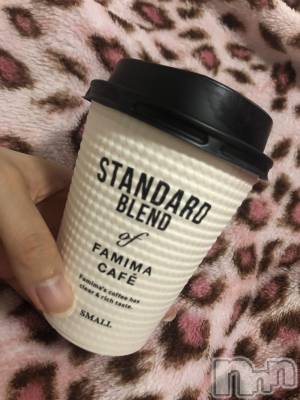 STANDARD
BLEND
of
FAMIMA
CAFÉ
Famima's coffee has
clear & rich taste.
SMALL